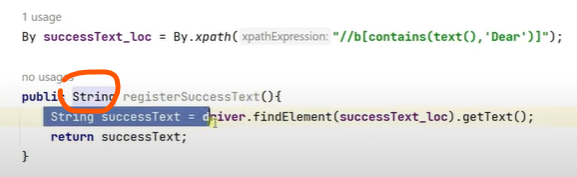 1 usage
By successText_loc = By.xpath( xpathExpression: "//b[contains(text(),'Dear')]");
no usages
public String registerSuccessText(){
String successText = driver.findElement(successText_loc).getText();
return successText;
}